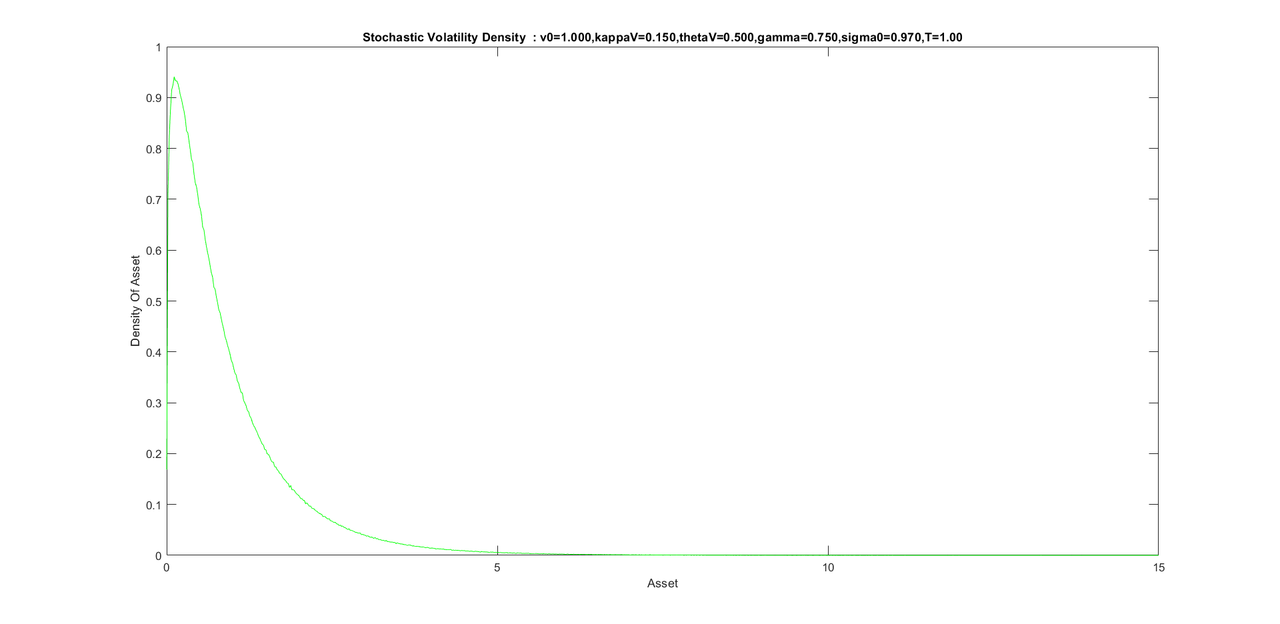 Stochastic Volatility Density : v0=1.000,kappaV=0.150,thetaV=0.500,gamma=0.750,sigma0=0.970,T=1.00
1
0.9
0.8
0.7
0.6
0.5
0.4
0.3
0.2
0.1
0
Density Of Asset
0 5 10 15
Asset